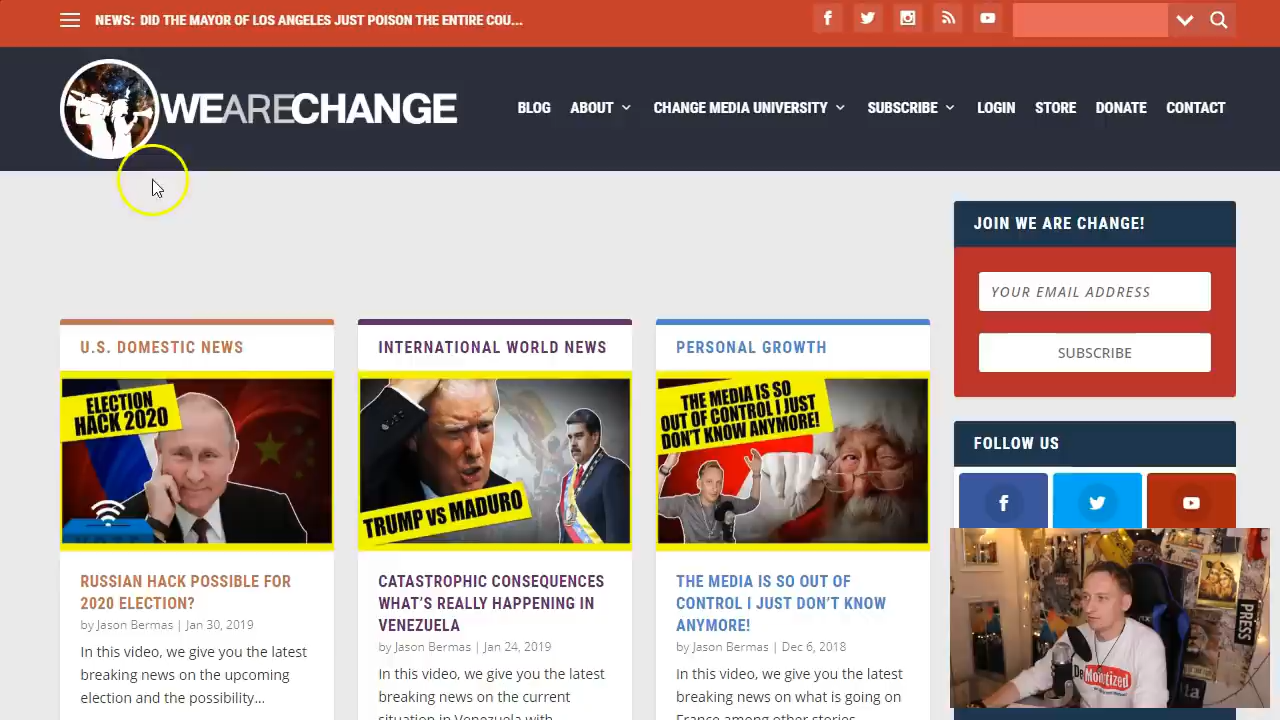 NEWS: DID THE MAYOR OF LOS ANGELES JUST POISON THE ENTIRE COU...
WEARECHANGE
BLOG ABOUT CHANGE MEDIA UNIVERSITY SUBSCRIBE LOGIN STORE DONATE CONTACT
U.S. DOMESTIC NEWS
ELECTION
HACK 2020
RUSSIAN HACK POSSIBLE FOR
2020 ELECTION?
by Jason Bermas | Jan 30, 2019
In this video, we give you the latest
breaking news on the upcoming
election and the possibility...
INTERNATIONAL WORLD NEWS
TRUMP VS MADURO
CATASTROPHIC CONSEQUENCES
WHAT'S REALLY HAPPENING IN
VENEZUELA
by Jason Bermas | Jan 24, 2019
In this video, we give you the latest
breaking news on the current
situation in Venezuela with
PERSONAL GROWTH
THE MEDIA IS SO
OUT OF CONTROL I JUST
DON'T KNOW ANYMORE!
THE MEDIA IS SO OUT OF
CONTROL I JUST DON'T KNOW
ANYMORE!
by Jason Bermas | Dec 6, 2018
In this video, we give you the latest
breaking news on what is going on
France among other stories
JOIN WE ARE CHANGE!
YOUR EMAIL ADDRESS
SUBSCRIBE
FOLLOW US
PRESS
DeMonetized